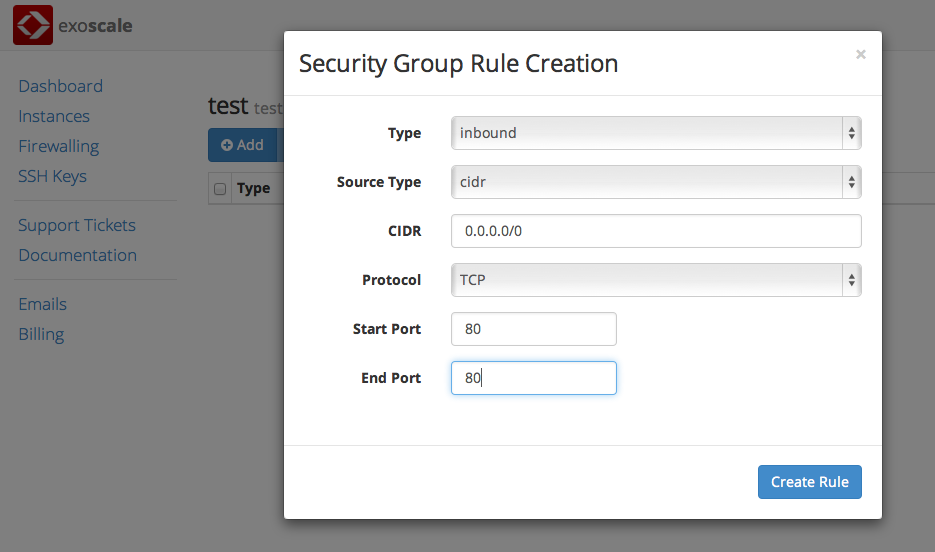 exoscale
Dashboard
Instances
Firewalling
SSH Keys
Support Tickets
Documentation
Emails
Billing
test test
Add
Type
Security Group Rule Creation
×
Type inbound
Source Type cidr
CIDR 0.0.0.0/0
Protocol TCP
Start Port 80
End Port 80
Create Rule